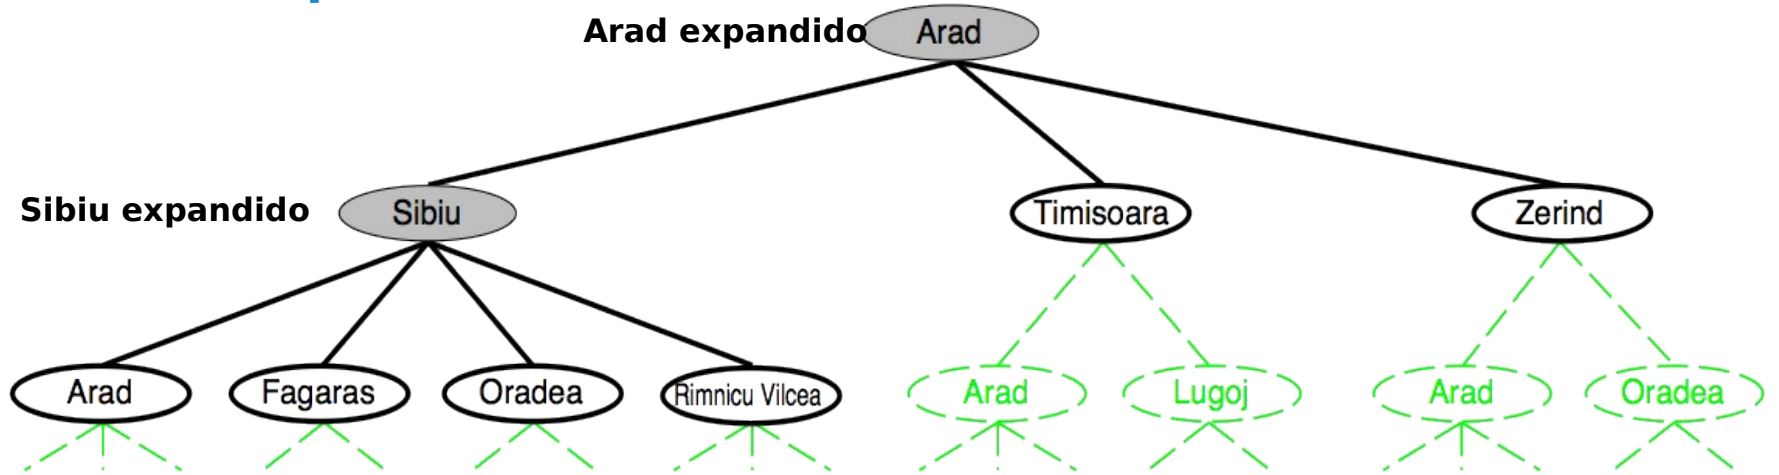 Arad expandido
Arad
Sibiu expandido
Sibiu
Timisoara
Zerind
Arad
Fagaras
Oradea
Rimnicu Vilcea
Arad
Lugoj
Arad
Oradea